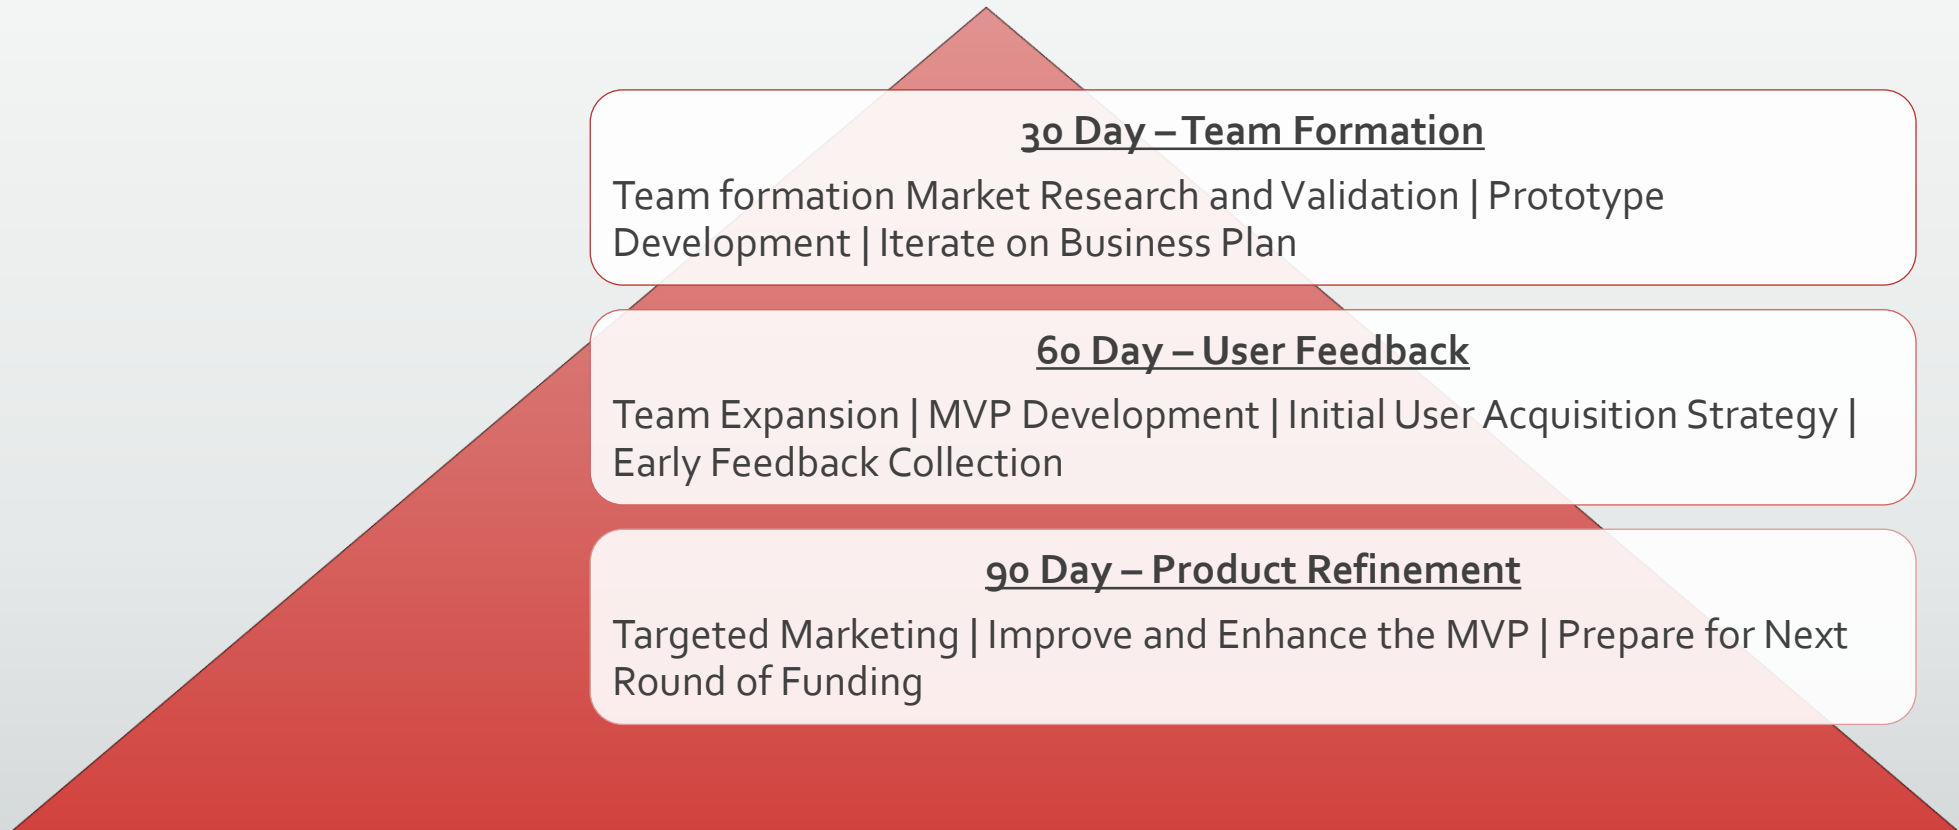 30 Day – Team Formation
Team formation Market Research and Validation | Prototype
Development | Iterate on Business Plan
60 Day – User Feedback
Team Expansion | MVP Development | Initial User Acquisition Strategy |
Early Feedback Collection
90 Day – Product Refinement
Targeted Marketing | Improve and Enhance the MVP | Prepare for Next
Round of Funding